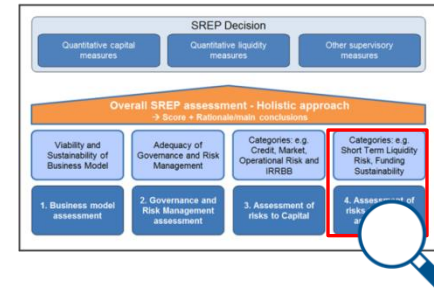 SREP Decision
Quantitative capital
measures
Quantitative liquidity
measures
Other supervisory
measures
Overall SREP assessment - Holistic approach
→ Score + Rationale/main conclusions
Viability and
Sustainability of
Business Model
Adequacy of
Governance and Risk
Management
Categories: e.g.
Credit, Market,
Operational Risk and
IRRBB
Categories: e.g.
Short Term Liquidity
Risk, Funding
Sustainability
1. Business model
assessment
2. Governance and
Risk Management
assessment
3. Assessment of
risks to Capital
4. Assessment of
risks